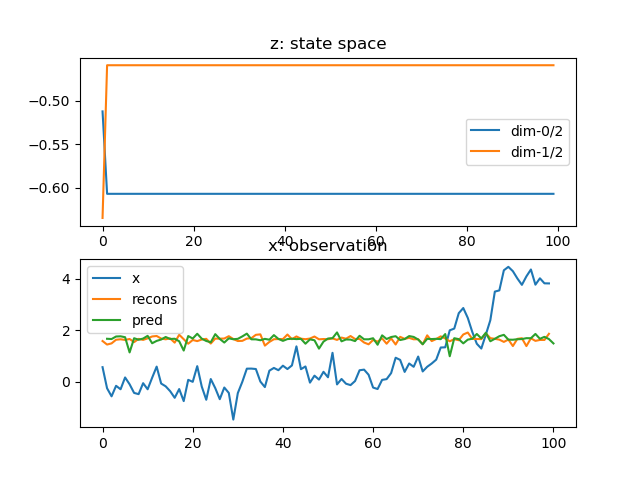 z: state space
−0.50
−0.55
−0.60
dim-0/2
dim-1/2
0 20 40 60 80 100
x: observation
4
2
0
x
recons
pred
0 20 40 60 80 100